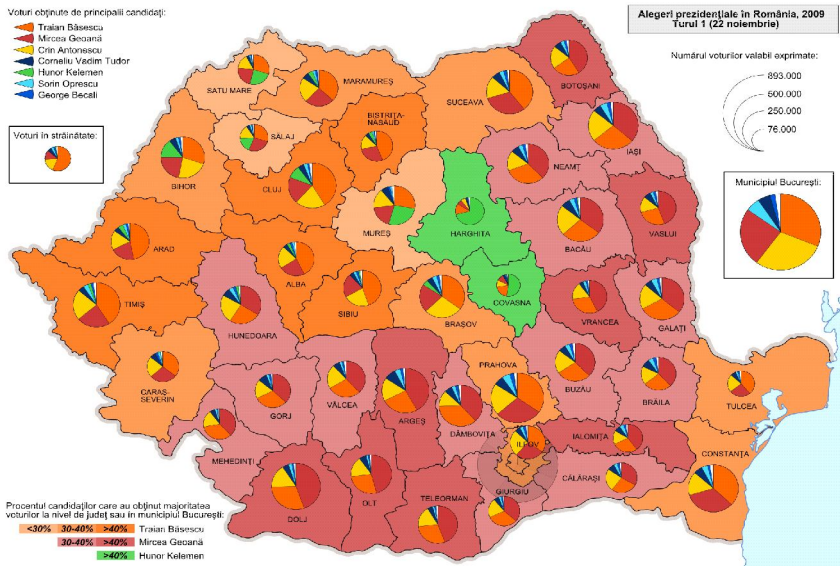 Voturi obținute de principalii candidați:
Traian Băsescu
Mircea Geoană
Crin Antonescu
Corneliu Vadim Tudor
Hunor Kelemen
Sorin Oprescu
George Becali
Voturi în străinătate:
Alegeri prezidențiale în România, 2009
Turul 1 (22 noiembrie)
Numărul voturilor valabil exprimate:
893.000
600.000
250.000
76.000
Municipiul București:
SATU MARE
MARAMUREȘ
SUCEAVA
BOTOȘANI
BISTRIȚA-
NĂSĂUD
SĂLAJ
IAȘI
BIHOR
CLUJ
NEAMȚ
MUREȘ
HARGHITA
BACĂU
VASLUI
ARAD
ALBA
TIMIȘ
SIBIU
BRAȘOV
COVASNA
VRANCEA
GALAȚI
HUNEDOARA
CARAȘ-
SEVERIN
GORJ
VÂLCEA
ARGEȘ
PRAHOVA
DÂMBOVIȚA
BUZĂU
BRĂILA
TULCEA
MEHEDINȚI
ILFOV
IALOMIȚA
CONSTANȚA
DOLJ
OLT
TELEORMAN
GIURGIU
CĂLĂRAȘI
Procentul candidaților care au obținut majoritatea
voturilor la nivel de județ sau în municipiul București:
<30% 30-40% >40% Traian Băsescu
30-40% >40% Mircea Geoană
>40% Hunor Kelemen